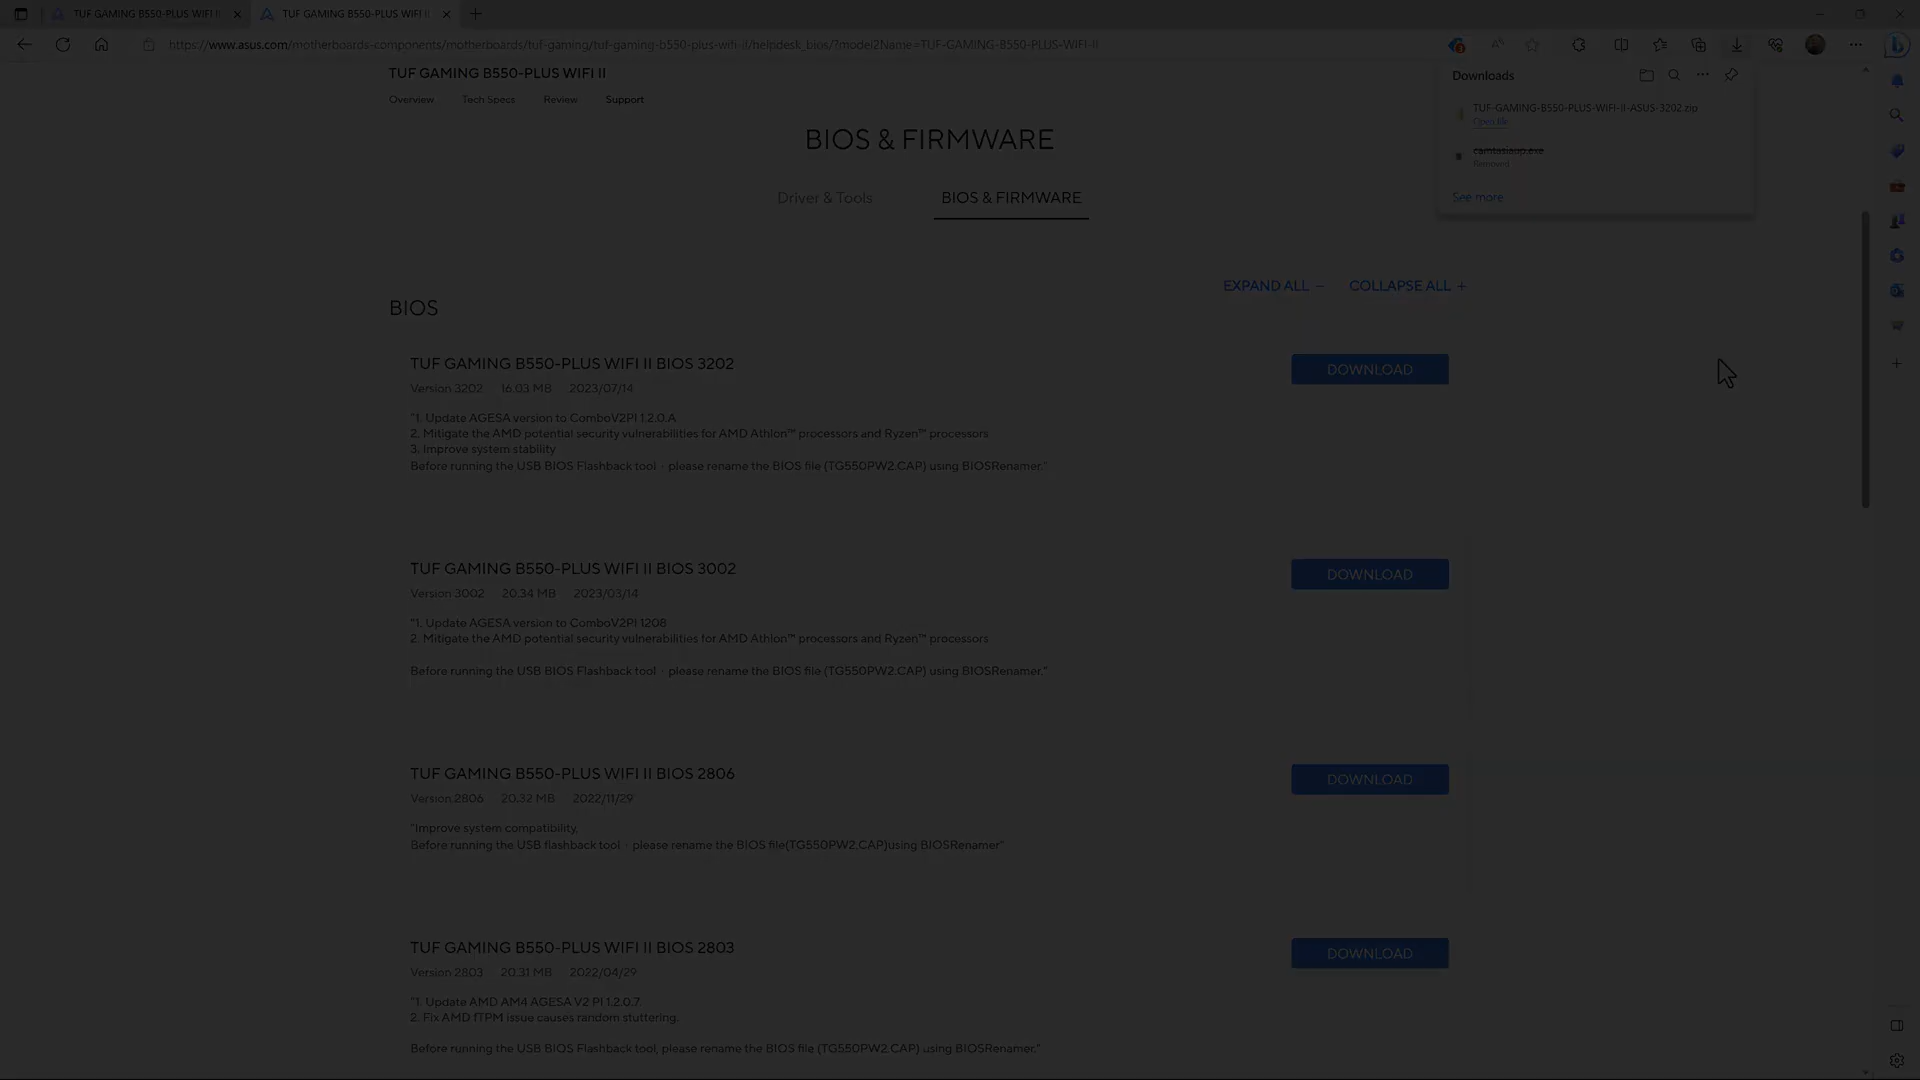 TUF GAMING B550-PLUS WIFI II
TUF GAMING B550-PLUS WIFI II
https://www.asus.com/motherboards-components/motherboards/tuf-gaming/tuf-gaming-b550-plus-wifi-ii/helpdesk_bios/?model2Name=TUF-GAMING-B550-PLUS-WIFI-II
TUF GAMING B550-PLUS WIFI II
Overview Tech Specs Review Support
Downloads
TUF-GAMING-B550-PLUS-WIFI-II-ASUS-3202.zip
Open file
Removed
See more
BIOS & FIRMWARE
Driver & Tools BIOS & FIRMWARE
EXPAND ALL − COLLAPSE ALL +
BIOS
TUF GAMING B550-PLUS WIFI II BIOS 3202
DOWNLOAD
Version 3202 16.03 MB 2023/07/14
"1. Update AGESA version to ComboV2PI 1.2.0.A
2. Mitigate the AMD potential security vulnerabilities for AMD Athlon™ processors and Ryzen™ processors
3. Improve system stability
Before running the USB BIOS Flashback tool - please rename the BIOS file (TG550PW2.CAP) using BIOSRenamer."
TUF GAMING B550-PLUS WIFI II BIOS 3002
DOWNLOAD
Version 3002 20.34 MB 2023/03/14
"1. Update AGESA version to ComboV2PI 1208
2. Mitigate the AMD potential security vulnerabilities for AMD Athlon™ processors and Ryzen™ processors
Before running the USB BIOS Flashback tool - please rename the BIOS file (TG550PW2.CAP) using BIOSRenamer."
TUF GAMING B550-PLUS WIFI II BIOS 2806
DOWNLOAD
Version 2806 20.32 MB 2022/11/29
"Improve system compatibility,
Before running the USB flashback tool - please rename the BIOS file(TG550PW2.CAP)using BIOSRenamer"
TUF GAMING B550-PLUS WIFI II BIOS 2803
DOWNLOAD
Version 2803 20.31 MB 2022/04/29
"1. Update AMD AM4 AGESA V2 PI 1.2.0.7.
2. Fix AMD fTPM issue causes random stuttering.
Before running the USB BIOS Flashback tool, please rename the BIOS file (TG550PW2.CAP) using BIOSRenamer."